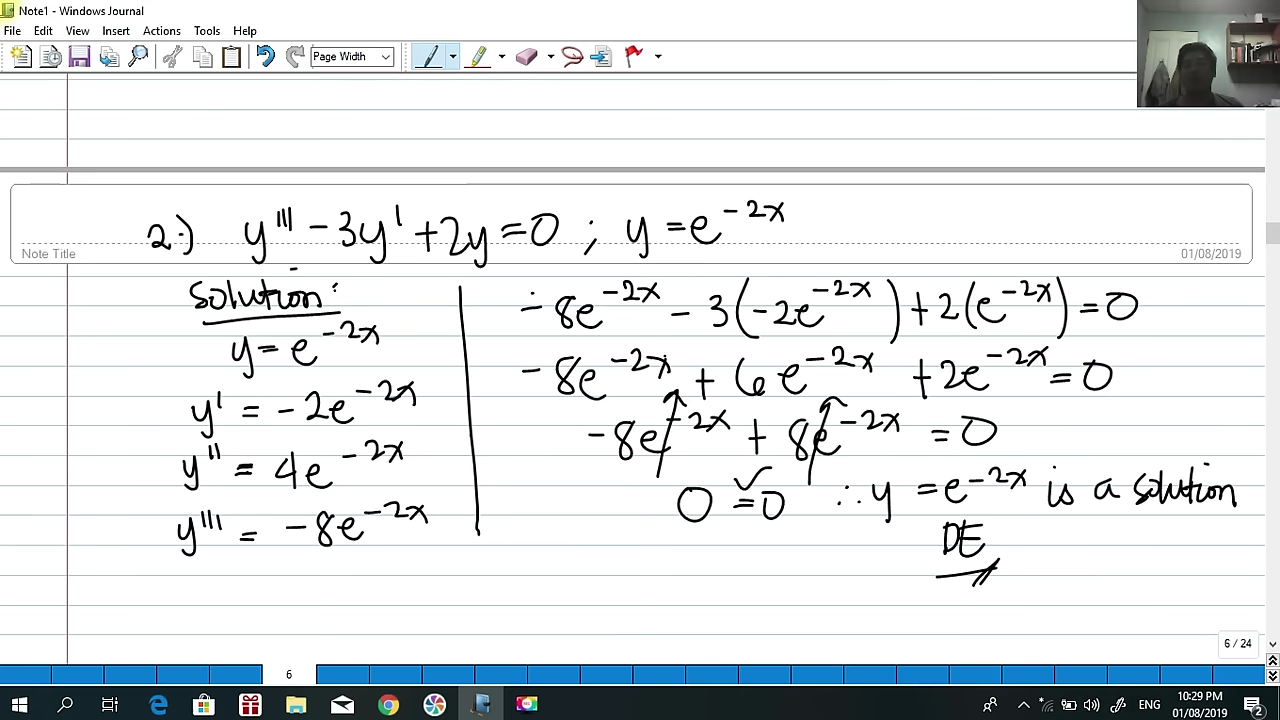 Note1 - Windows Journal
File Edit View Insert Actions Tools Help
Page Width
2.) y''' - 3y' + 2y = 0 ; y = e^{-2x}
Note Title
01/08/2019
Solution:
y = e^{-2x}
y' = -2e^{-2x}
y'' = 4e^{-2x}
y''' = -8e^{-2x}
-8e^{-2x} - 3(-2e^{-2x}) + 2(e^{-2x}) = 0
-8e^{-2x} + 6e^{-2x} + 2e^{-2x} = 0
-8e^{-2x} + 8e^{-2x} = 0
0 = 0 ✓ ∴ y = e^{-2x} is a solution
DE
6 / 24
6
ENG
10:29 PM
01/08/2019
2